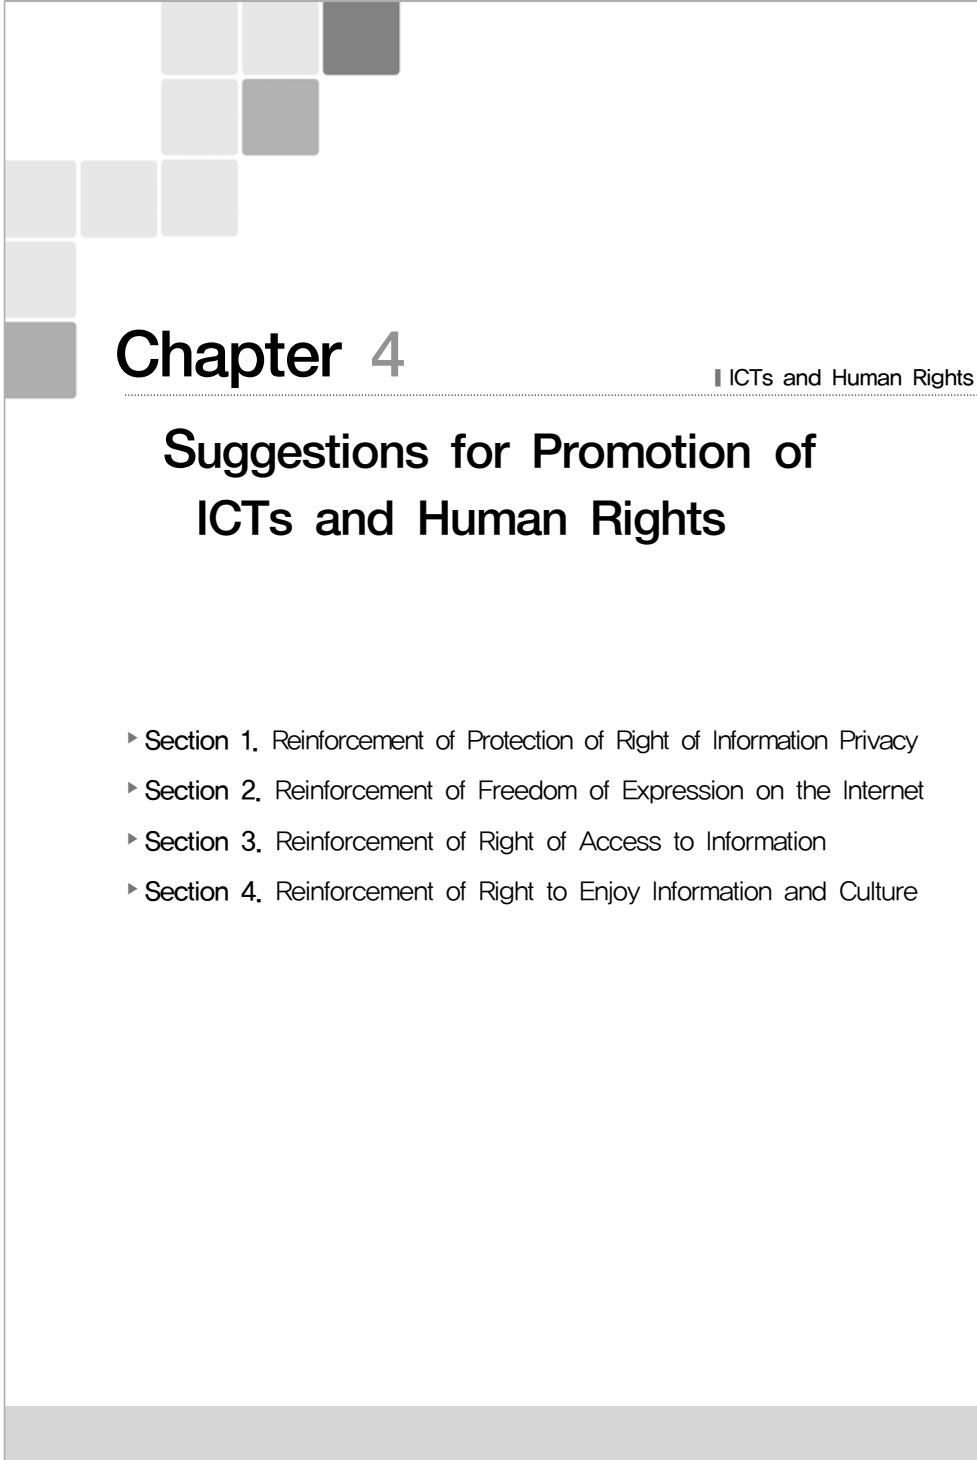 Chapter 4
ICTs and Human Rights
Suggestions for Promotion of
ICTs and Human Rights
Section 1. Reinforcement of Protection of Right of Information Privacy
Section 2. Reinforcement of Freedom of Expression on the Internet
Section 3. Reinforcement of Right of Access to Information
Section 4. Reinforcement of Right to Enjoy Information and Culture